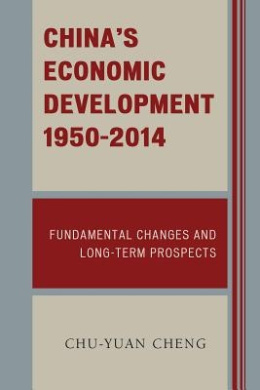 CHINA'S
ECONOMIC
DEVELOPMENT
1950-2014
FUNDAMENTAL CHANGES AND
LONG-TERM PROSPECTS
CHU-YUAN CHENG